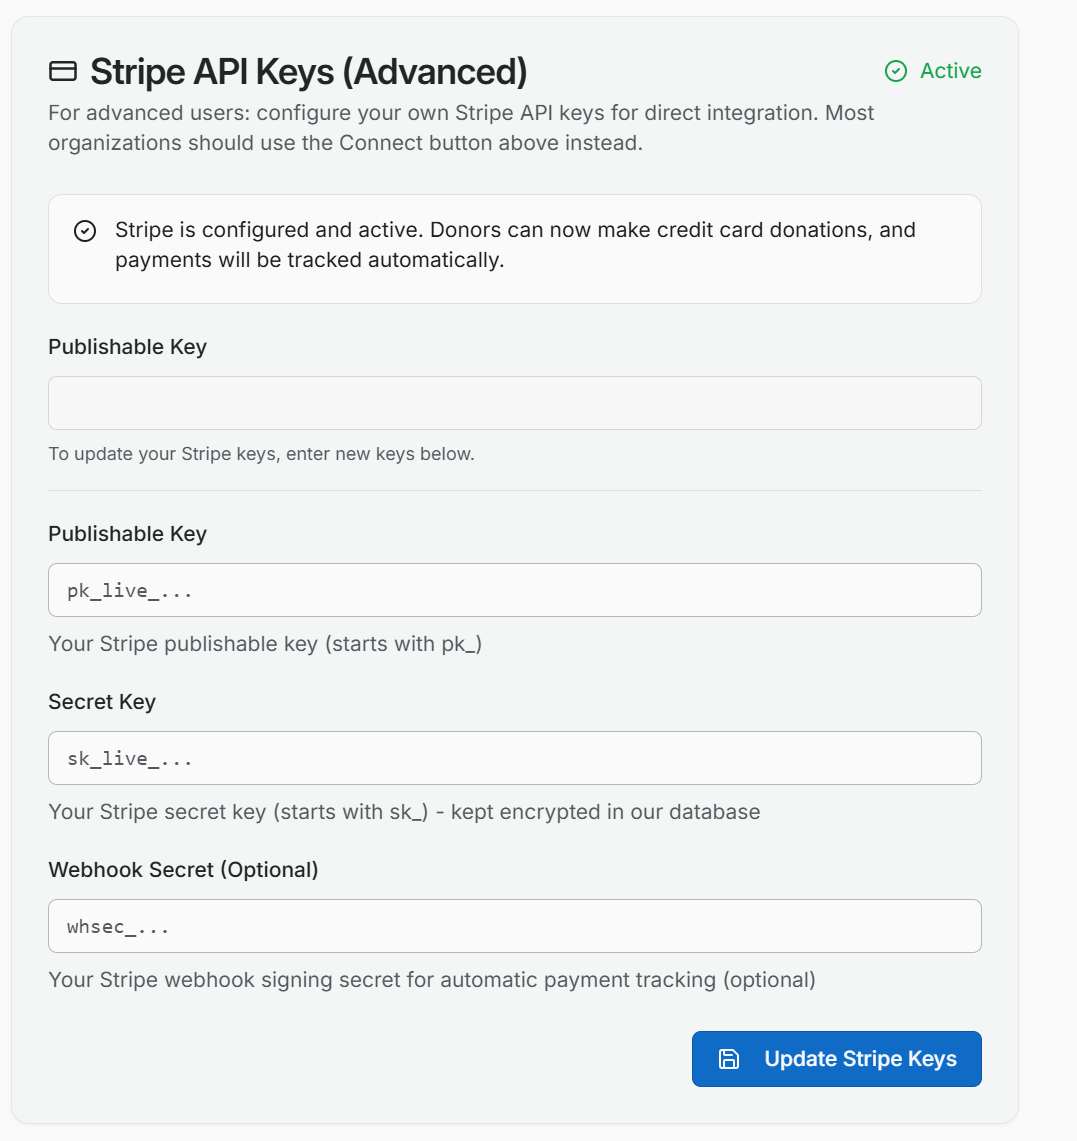 Stripe API Keys (Advanced)
Active
For advanced users: configure your own Stripe API keys for direct integration. Most
organizations should use the Connect button above instead.
Stripe is configured and active. Donors can now make credit card donations, and
payments will be tracked automatically.
Publishable Key
To update your Stripe keys, enter new keys below.
Publishable Key
pk_live_...
Your Stripe publishable key (starts with pk_)
Secret Key
sk_live_...
Your Stripe secret key (starts with sk_) - kept encrypted in our database
Webhook Secret (Optional)
whsec_...
Your Stripe webhook signing secret for automatic payment tracking (optional)
Update Stripe Keys